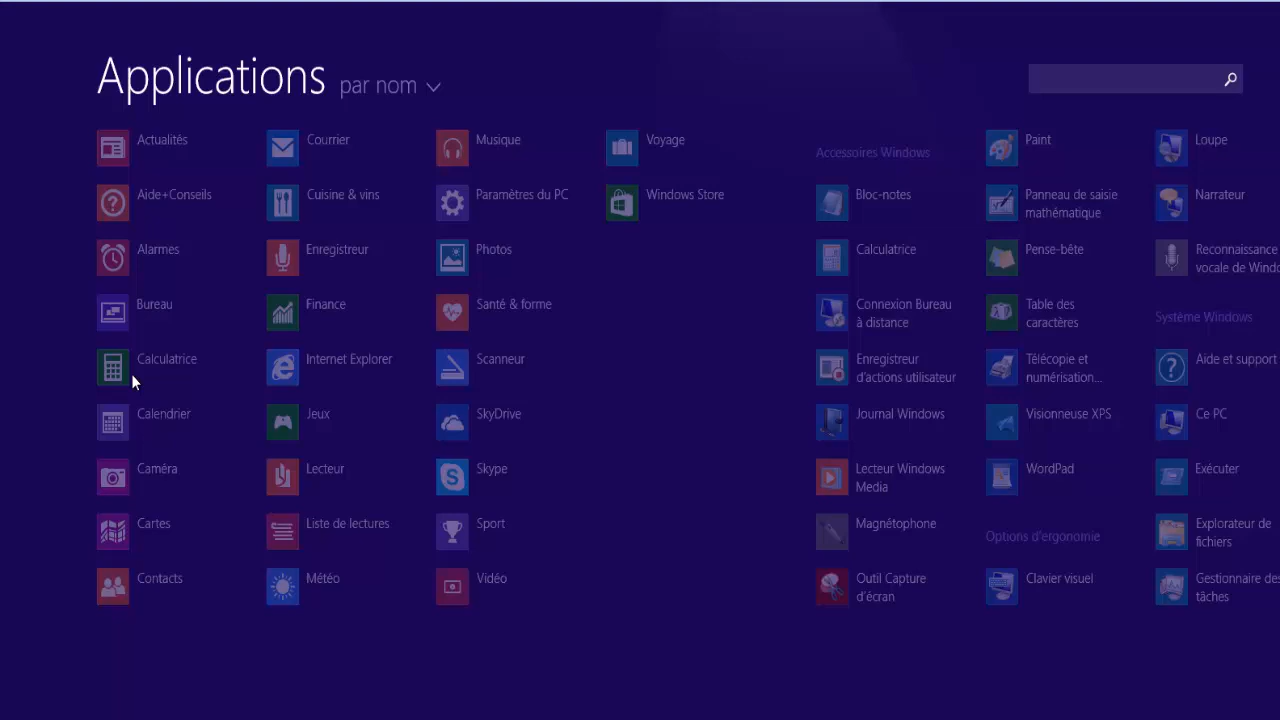 Applications par nom
Actualités
Aide+Conseils
Alarmes
Bureau
Calculatrice
Calendrier
Caméra
Cartes
Contacts
Courrier
Cuisine & vins
Enregistreur
Finance
Internet Explorer
Jeux
Lecteur
Liste de lectures
Météo
Musique
Paramètres du PC
Photos
Santé & forme
Scanneur
SkyDrive
Skype
Sport
Vidéo
Voyage
Windows Store
Accessoires Windows
Bloc-notes
Calculatrice
Connexion Bureau
à distance
Enregistreur
d'actions utilisateur
Journal Windows
Lecteur Windows
Media
Magnétophone
Outil Capture
d'écran
Paint
Panneau de saisie
mathématique
Pense-bête
Table des
caractères
Télécopie et
numérisation...
Visionneuse XPS
WordPad
Options d'ergonomie
Clavier visuel
Loupe
Narrateur
Reconnaissance
vocale de Windo
Système Windows
Aide et support
Ce PC
Exécuter
Explorateur de
fichiers
Gestionnaire des
tâches